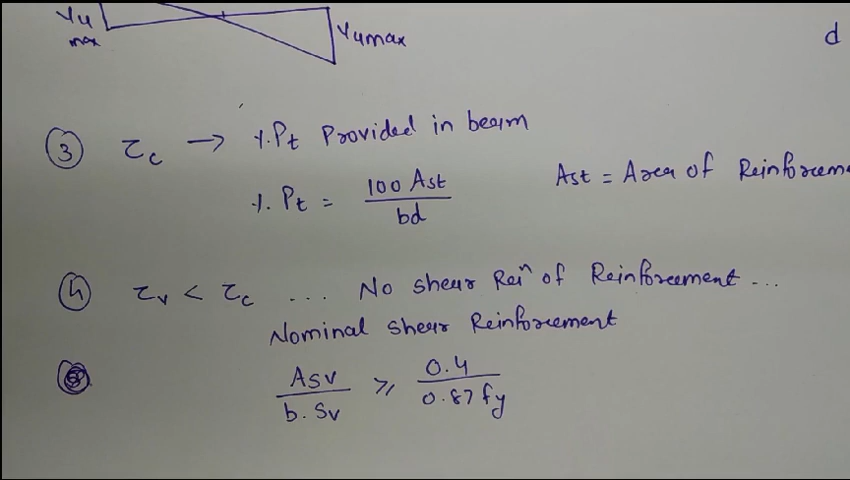 Vu max
Vumax
d
3 τc → %Pt Provided in beam
%Pt = 100 Ast / bd
Ast = Area of Reinforcem
4 τv < τc ... No shear Rein of Reinforcement ...
Nominal shear Reinforcement
Asv / b. Sv ≥ 0.4 / 0.87 fy